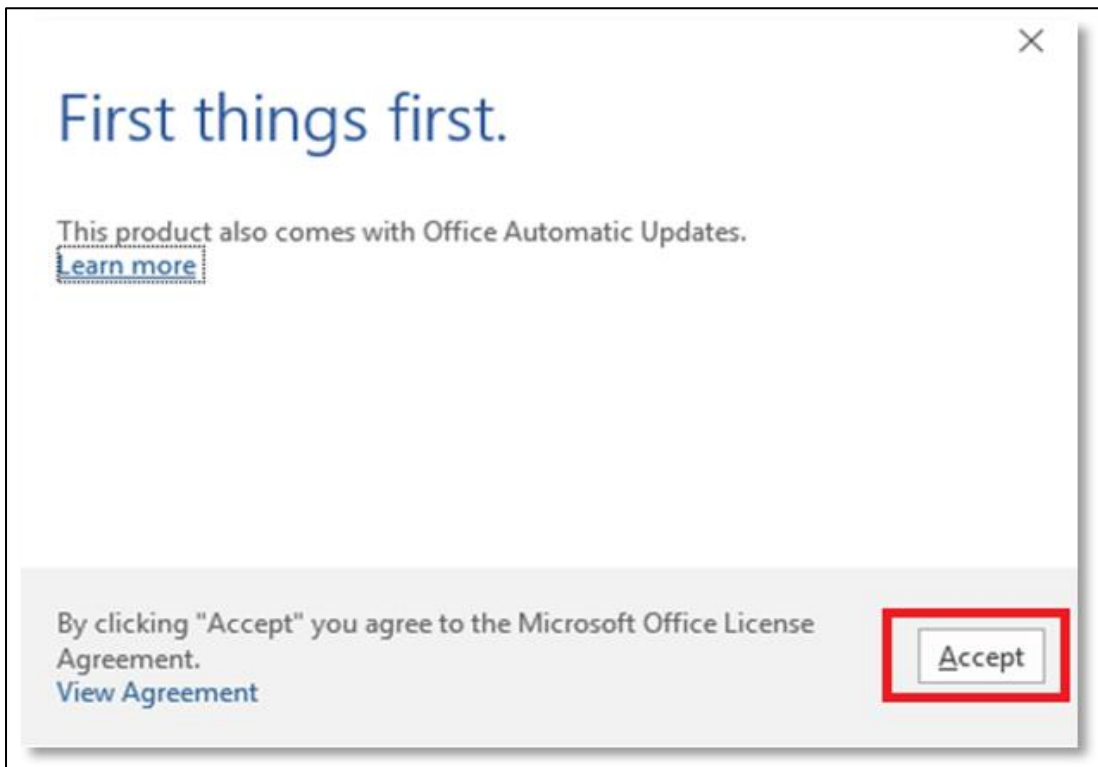 First things first.
This product also comes with Office Automatic Updates.
Learn more
By clicking "Accept" you agree to the Microsoft Office License
Agreement.
View Agreement
Accept